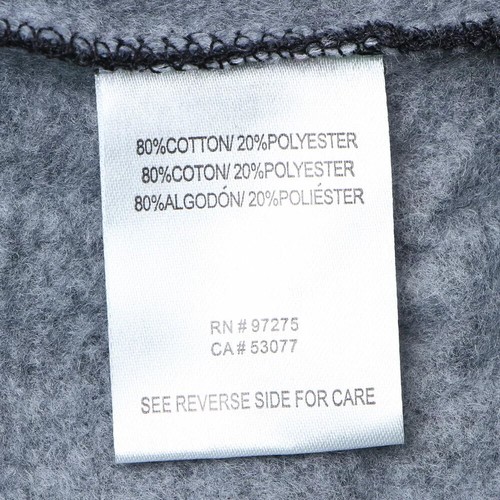 80%COTTON/ 20%POLYESTER
80%COTON/ 20%POLYESTER
80%ALGODÓN/ 20%POLIÉSTER
RN # 97275
CA # 53077
SEE REVERSE SIDE FOR CARE